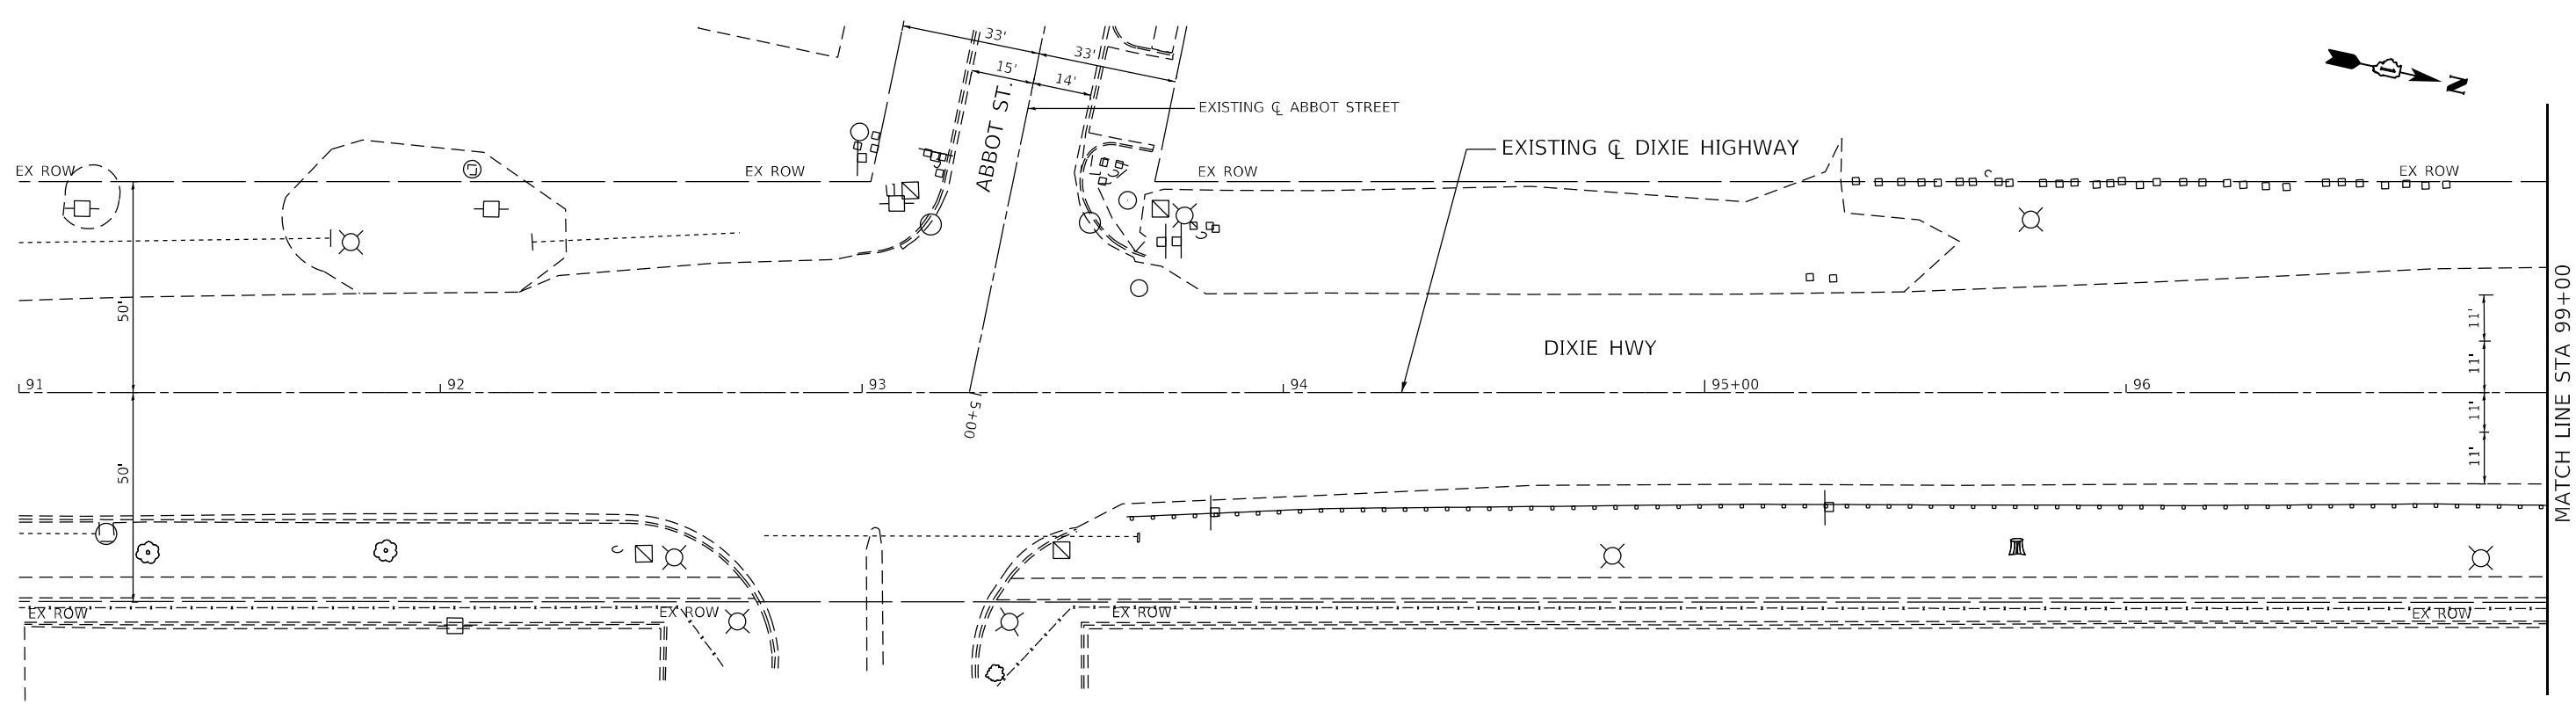 33'
33'
15'
14'
ABBOT ST.
EXISTING ℄ ABBOT STREET
EXISTING ℄ DIXIE HIGHWAY
N
EX ROW
EX ROW
EX ROW
EX ROW
50'
DIXIE HWY
11'
11'
11'
11'
MATCH LINE STA 99+00
91
92
93
94
95+00
96
5+00
50'
EX ROW
EX ROW
EX ROW
EX ROW